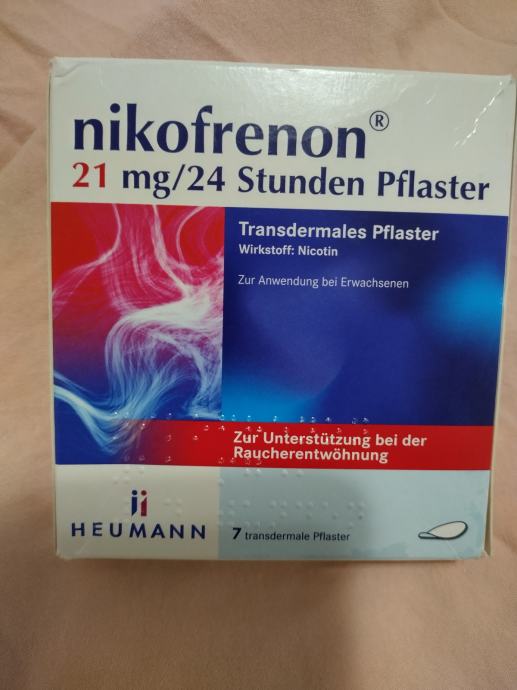 nikofrenon®
21 mg/24 Stunden Pflaster
Transdermales Pflaster
Wirkstoff: Nicotin
Zur Anwendung bei Erwachsenen
Zur Unterstützung bei der
Raucherentwöhnung
HEUMANN
7 transdermale Pflaster